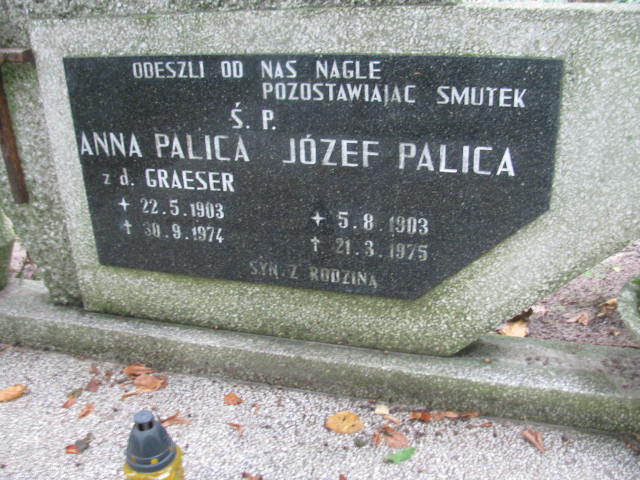 ODESZLI OD NAS NAGLE
POZOSTAWIAJĄC SMUTEK
Ś. P.
ANNA PALICA
z d. GRAESER
22.5.1903
30.9.1974
JÓZEF PALICA
5.8.1903
21.3.1975
SYN Z RODZINĄ